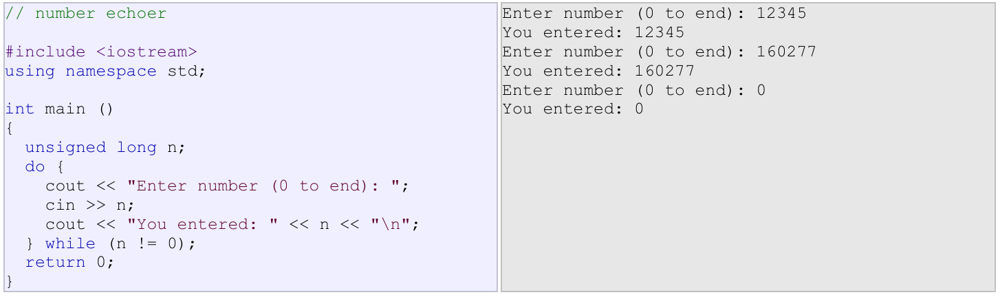 // number echoer

#include <iostream>
using namespace std;

int main ()
{
  unsigned long n;
  do {
    cout << "Enter number (0 to end): ";
    cin >> n;
    cout << "You entered: " << n << "\n";
  } while (n != 0);
  return 0;
}
Enter number (0 to end): 12345
You entered: 12345
Enter number (0 to end): 160277
You entered: 160277
Enter number (0 to end): 0
You entered: 0